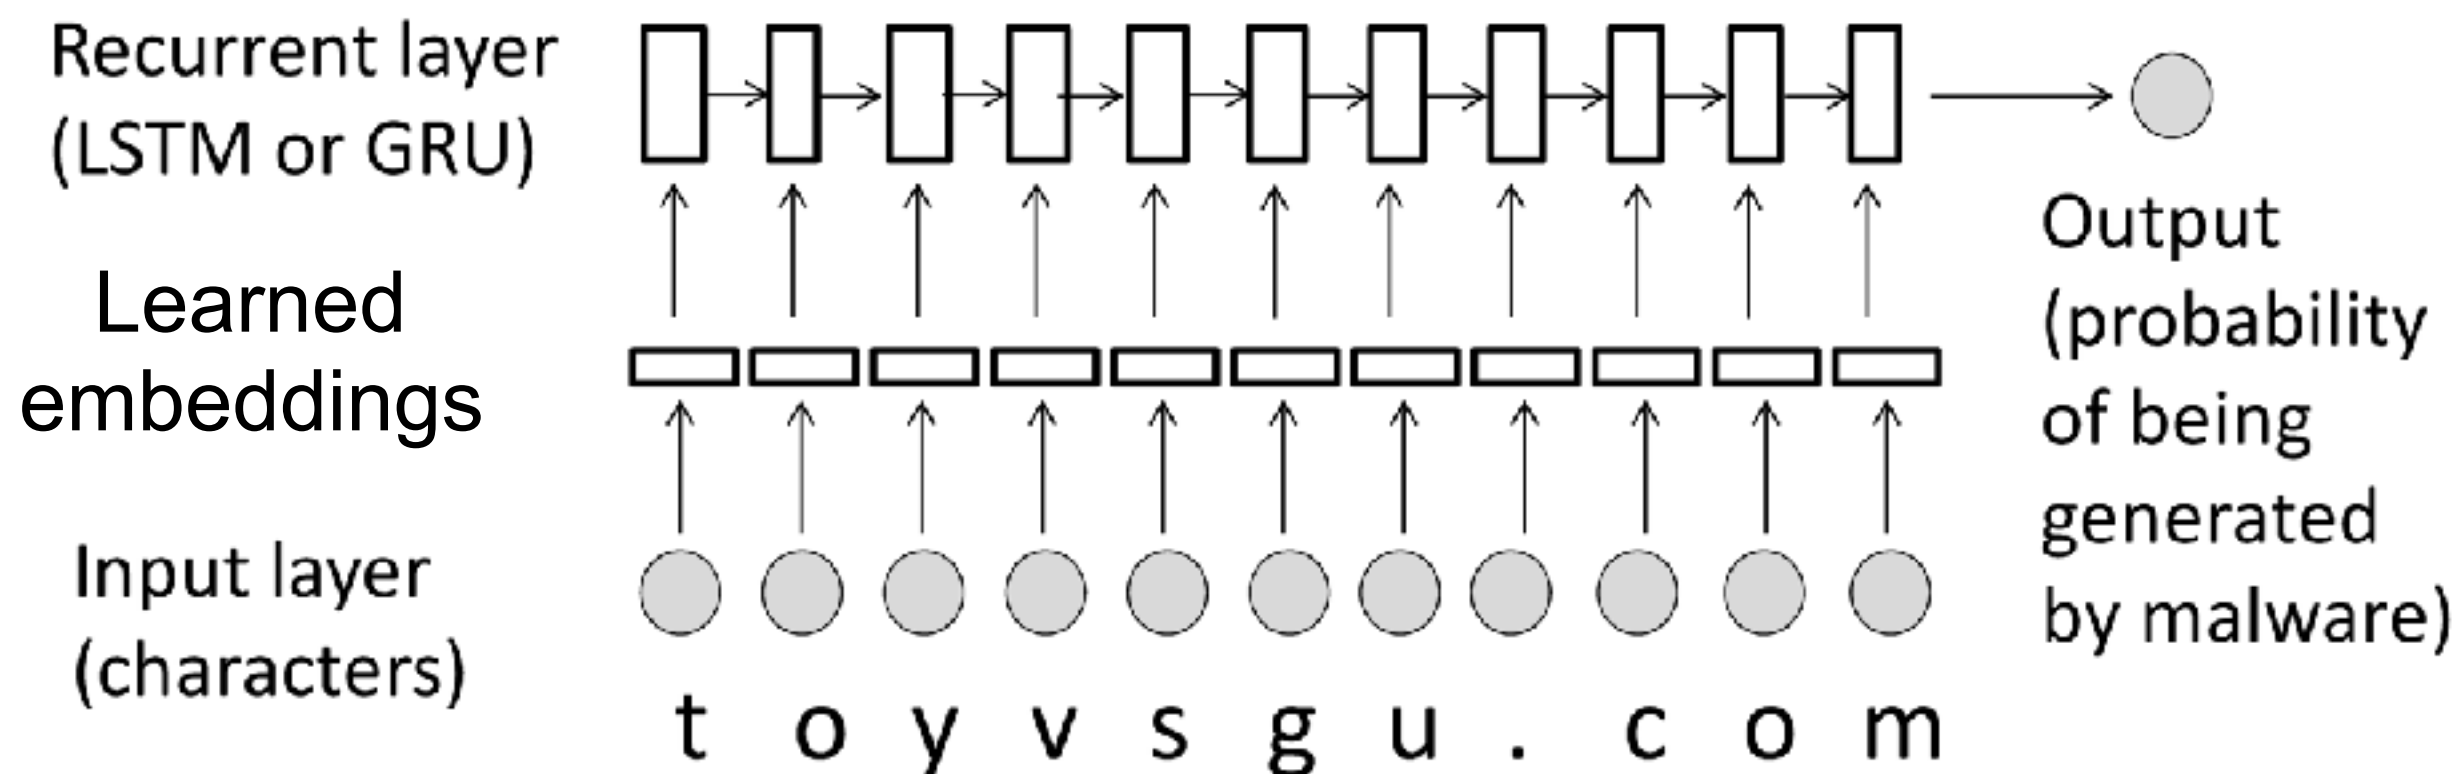 Recurrent layer
(LSTM or GRU)
Learned
embeddings
Input layer
(characters)
t o y v s g u . c o m
Output
(probability
of being
generated
by malware)